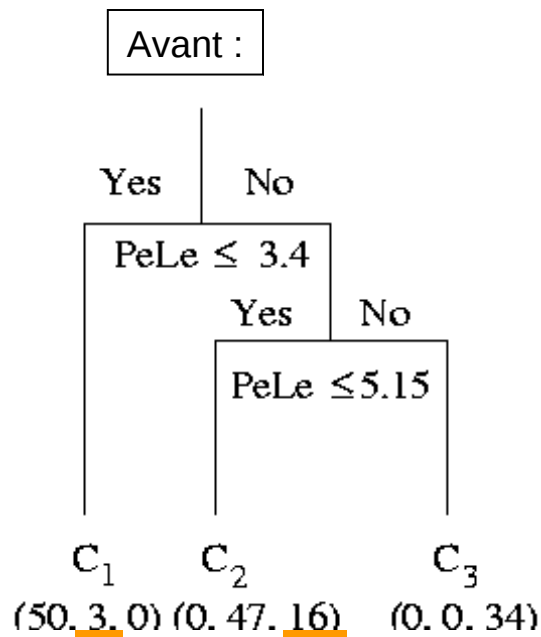 Avant :
Yes No
PeLe ≤ 3.4
Yes No
PeLe ≤5.15
C1 C2 C3
(50, 3, 0) (0, 47, 16) (0, 0, 34)